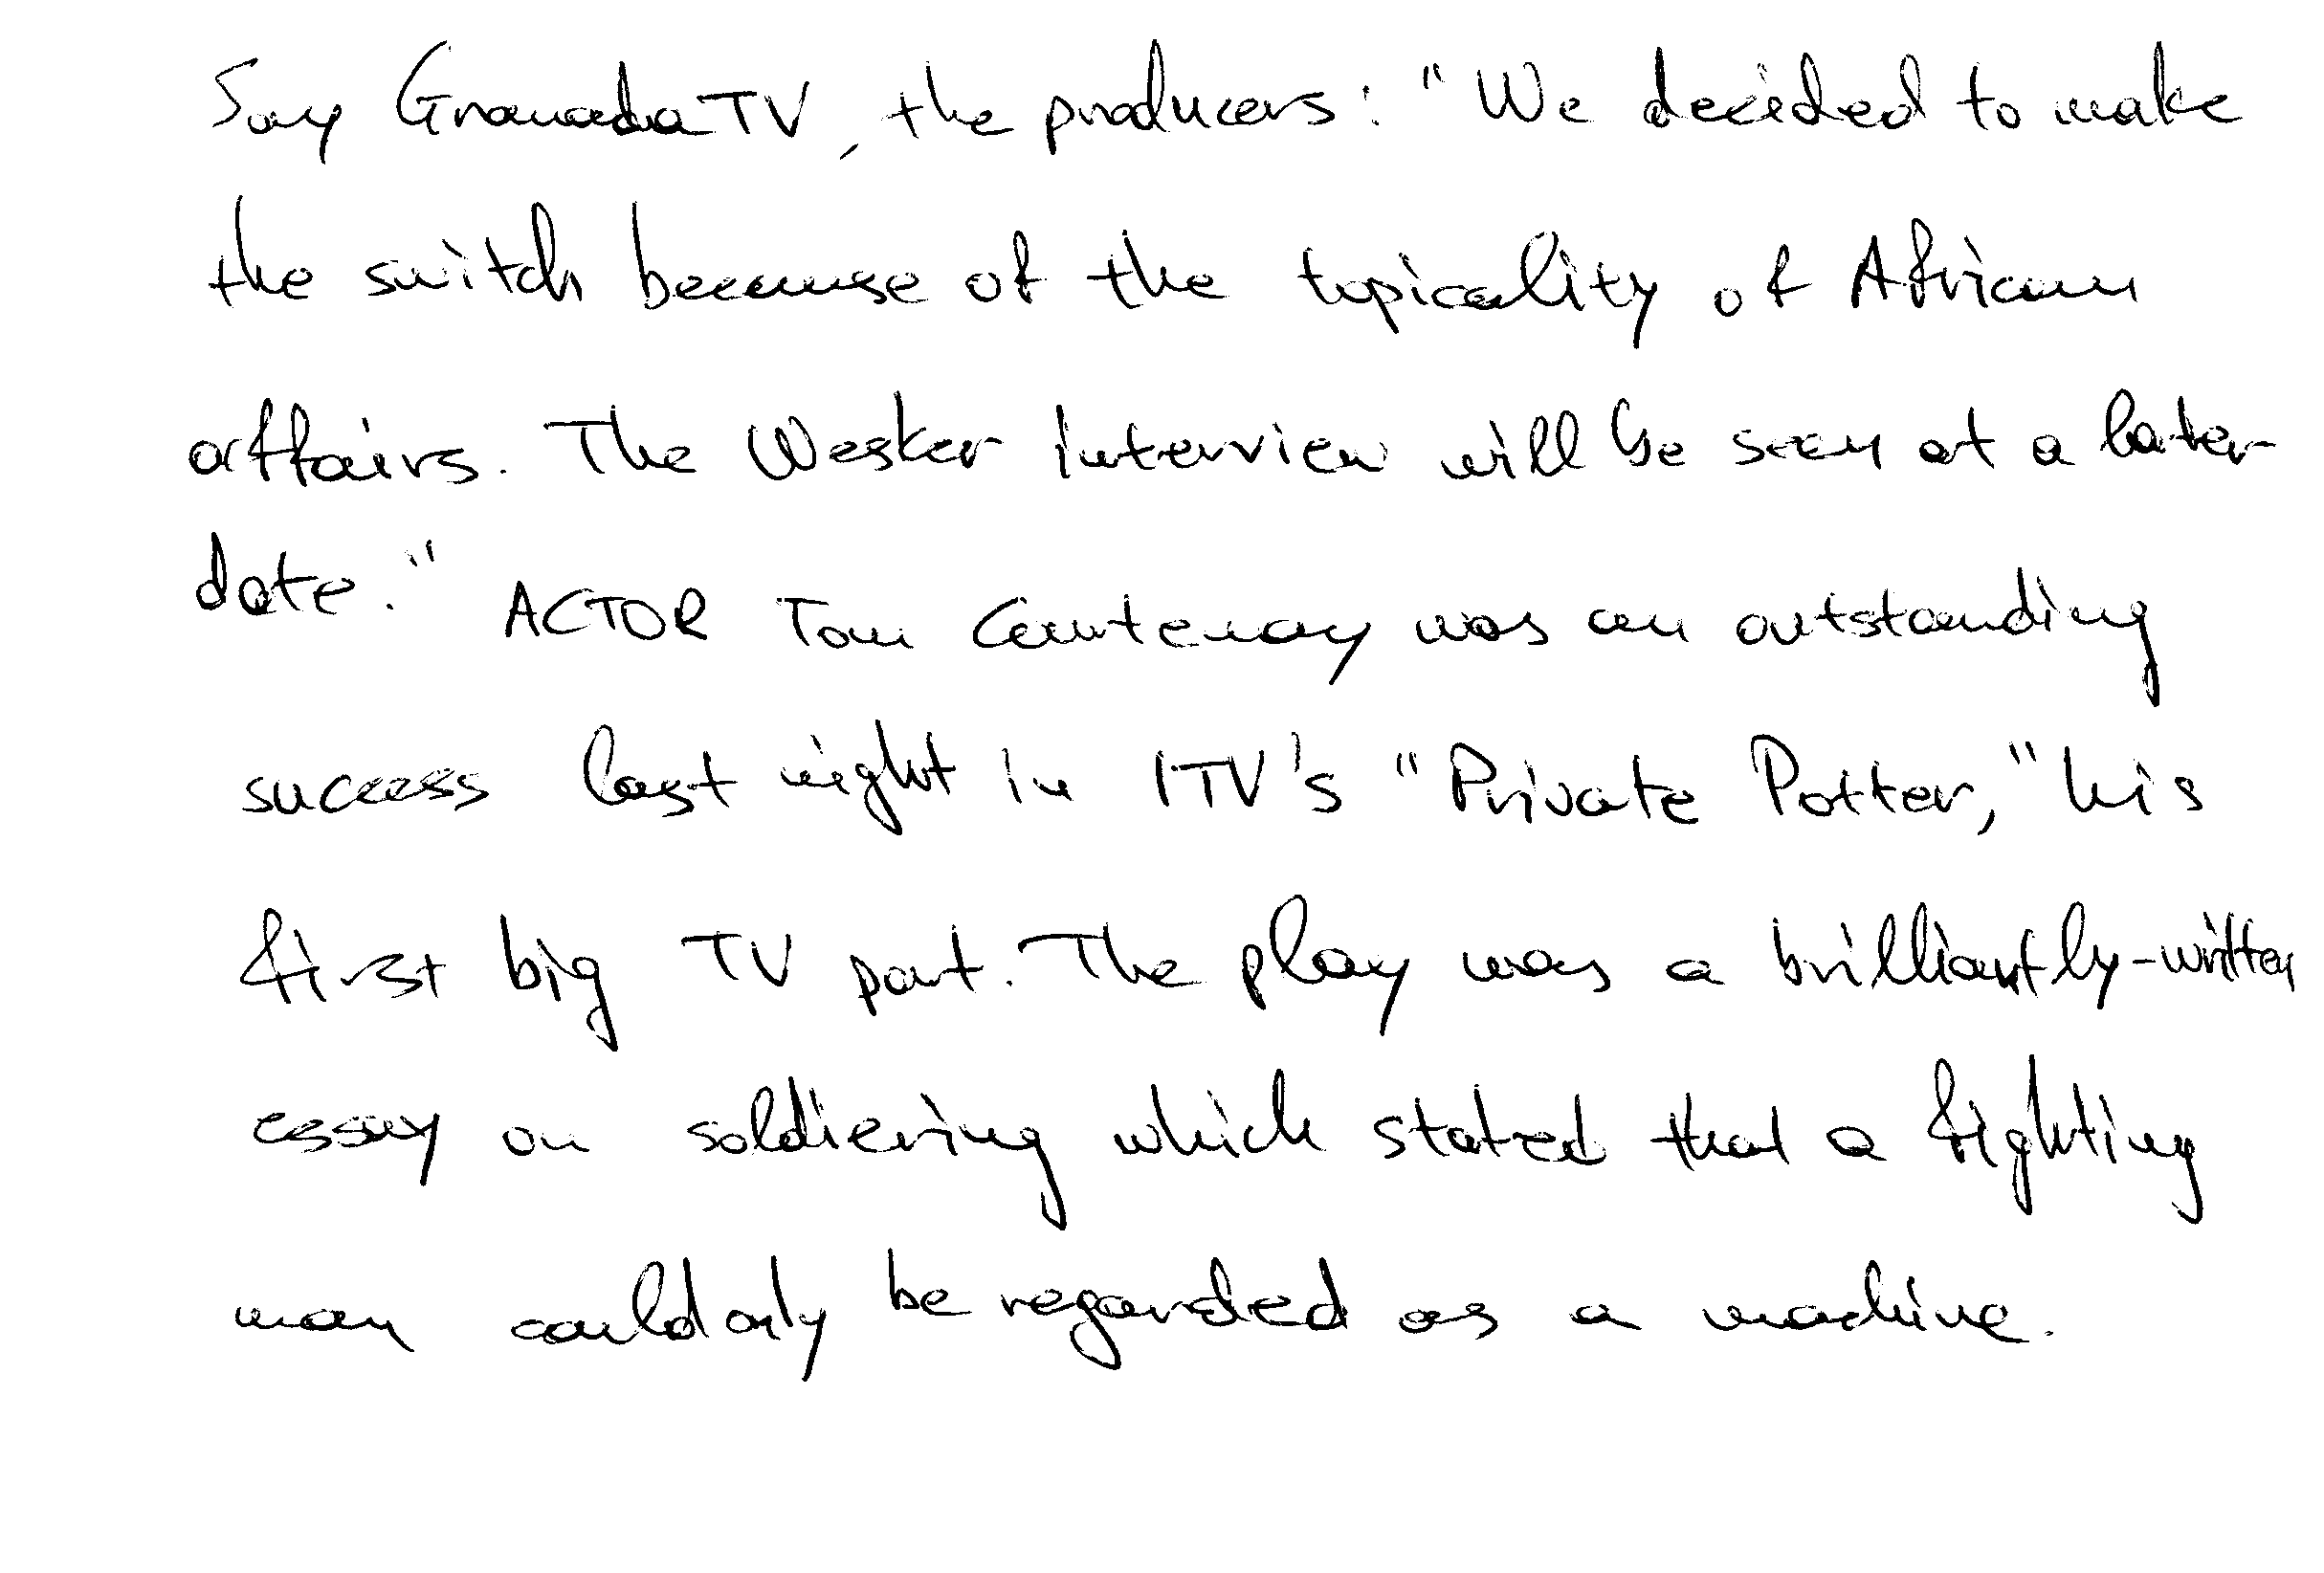 Say Granada TV, the producers: "We decided to make
the switch because of the topicality of African
affairs. The Wesker interview will be seen at a later
date." ACTOR Tom Courtenay was an outstanding
success last night in ITV's "Private Potter," his
first big TV part. The play was a brilliantly-written
essay on soldiering which stated that a fighting
man could only be regarded as a machine.